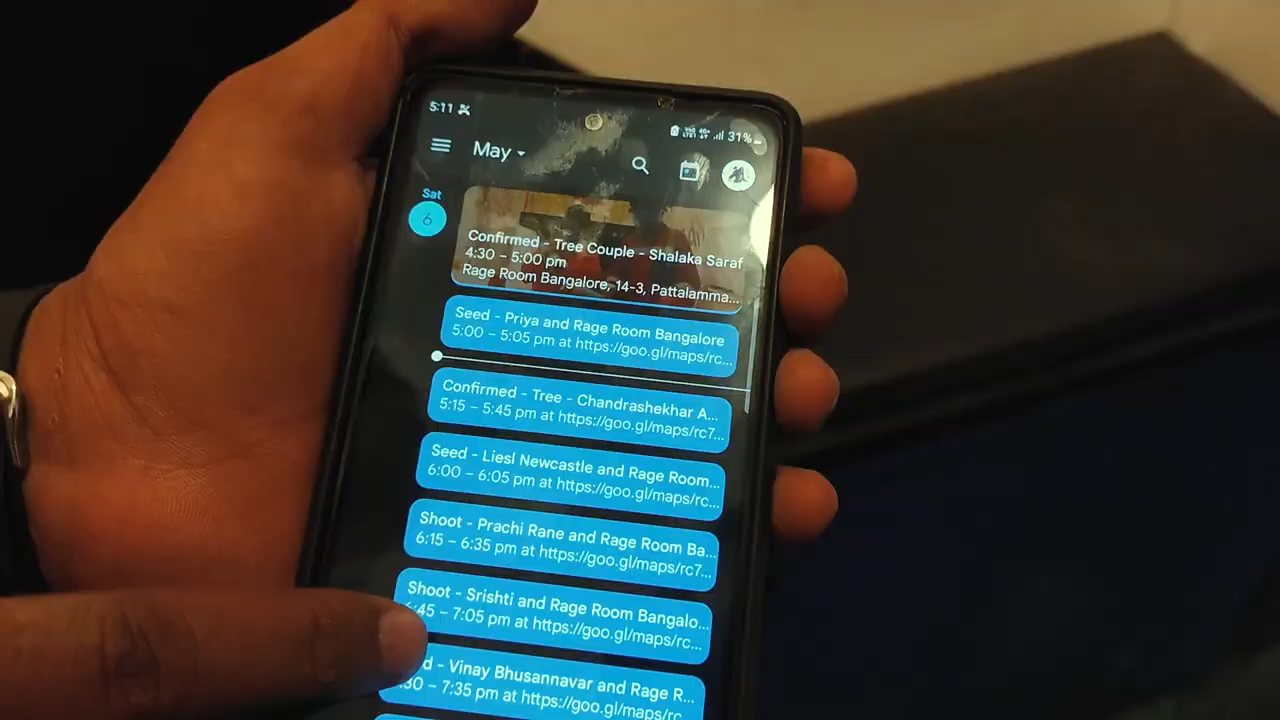 5:11
31%
May
Sat
6
Confirmed - Tree Couple - Shalaka Saraf
4:30 – 5:00 pm
Rage Room Bangalore, 14-3, Pattalamma...
Seed - Priya and Rage Room Bangalore
5:00 – 5:05 pm at https://goo.gl/maps/rc...
Confirmed - Tree - Chandrashekhar A...
5:15 – 5:45 pm at https://goo.gl/maps/rc7...
Seed - Liesl Newcastle and Rage Room...
6:00 – 6:05 pm at https://goo.gl/maps/rc...
Shoot - Prachi Rane and Rage Room Ba...
6:15 – 6:35 pm at https://goo.gl/maps/rc7...
Shoot - Srishti and Rage Room Bangalo...
:45 – 7:05 pm at https://goo.gl/maps/rc...
d - Vinay Bhusannavar and Rage R...
:30 – 7:35 pm at https://goo.gl/maps/rc